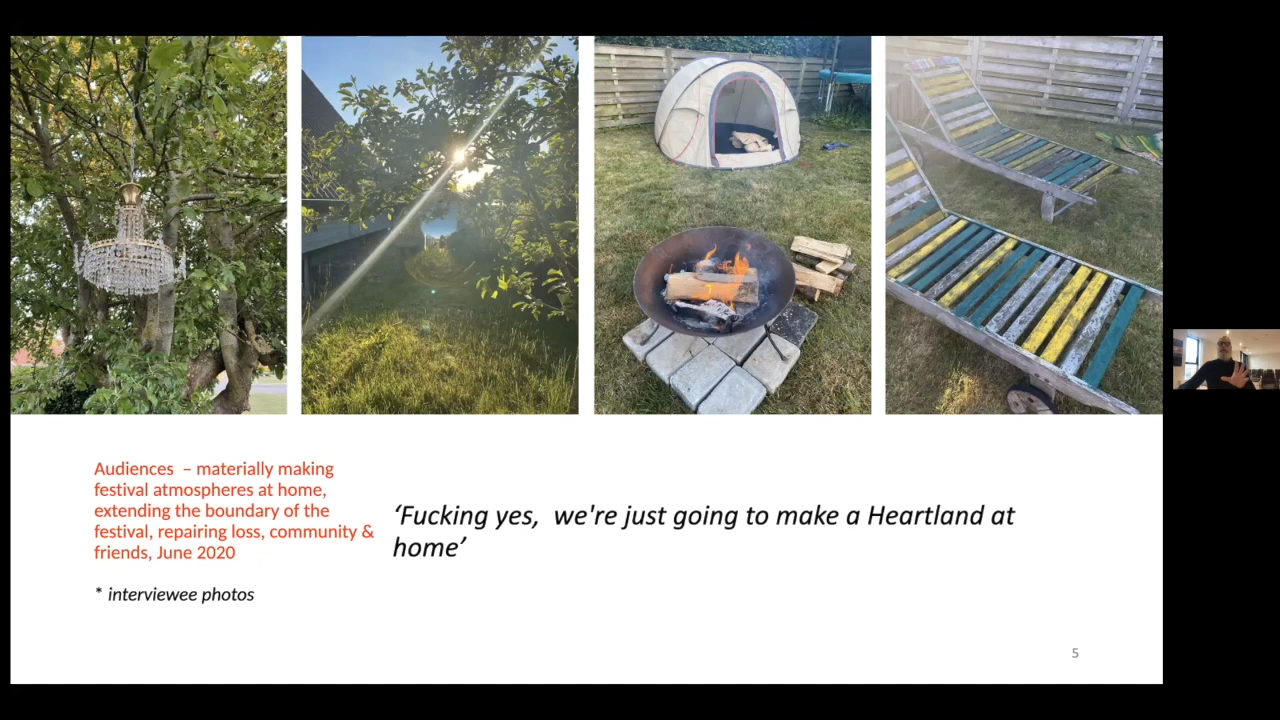 Audiences – materially making
festival atmospheres at home,
extending the boundary of the
festival, repairing loss, community &
friends, June 2020
* interviewee photos
‘Fucking yes, we're just going to make a Heartland at
home’
5